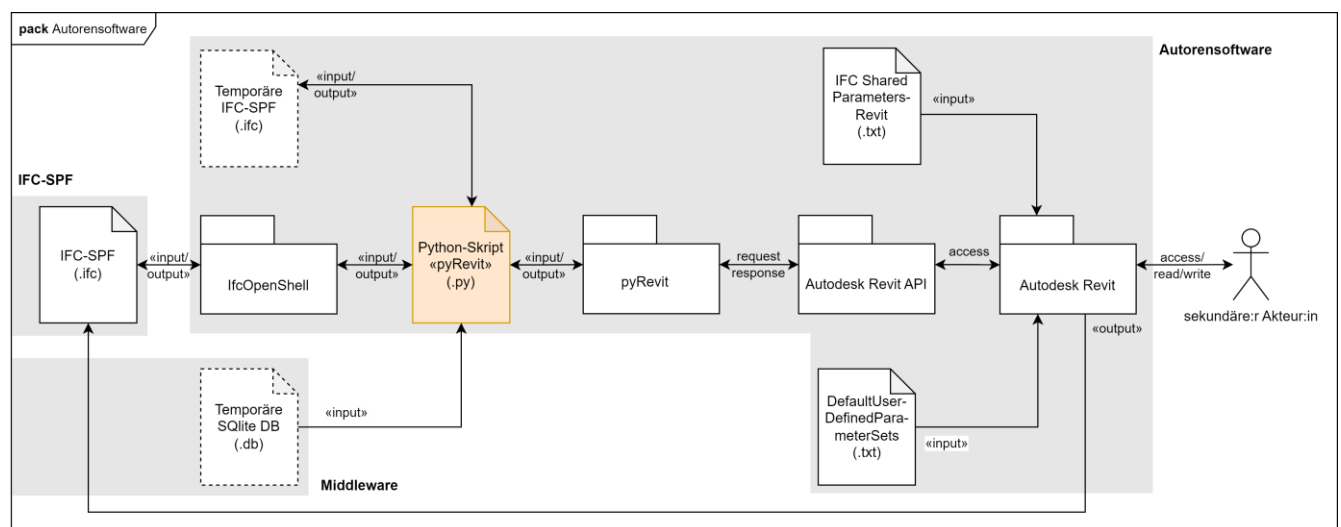 pack Autorensoftware
Autorensoftware
Temporäre
IFC-SPF
(.ifc)
«input/
output»
IFC Shared
Parameters-
Revit
(.txt)
«input»
IFC-SPF
IFC-SPF
(.ifc)
«input/
output»
IfcOpenShell
«input/
output»
Python-Skript
«pyRevit»
(.py)
«input/
output»
pyRevit
request
response
Autodesk Revit API
access
Autodesk Revit
access/
read/write
sekundäre:r Akteur:in
«output»
Temporäre
SQlite DB
(.db)
«input»
Middleware
DefaultUser-
DefinedPara-
meterSets
(.txt)
«input»